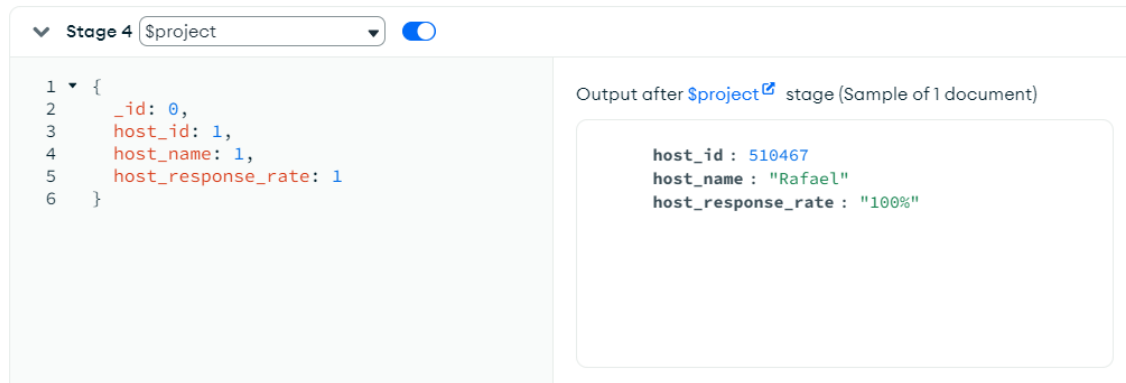 Stage 4 $project
1 {
2 _id: 0,
3 host_id: 1,
4 host_name: 1,
5 host_response_rate: 1
6 }
Output after $project stage (Sample of 1 document)
host_id : 510467
host_name : "Rafael"
host_response_rate : "100%"